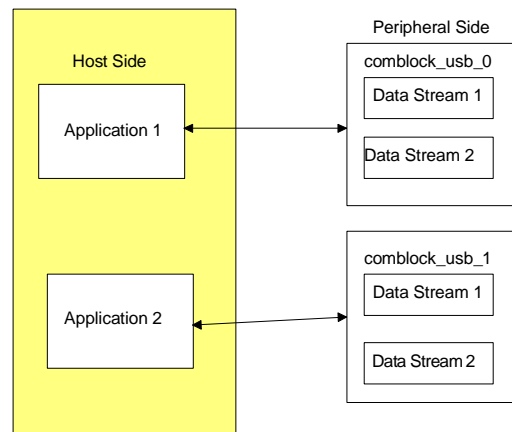 Peripheral Side
Host Side
comblock_usb_0
Data Stream 1
Application 1
Data Stream 2
comblock_usb_1
Data Stream 1
Application 2
Data Stream 2